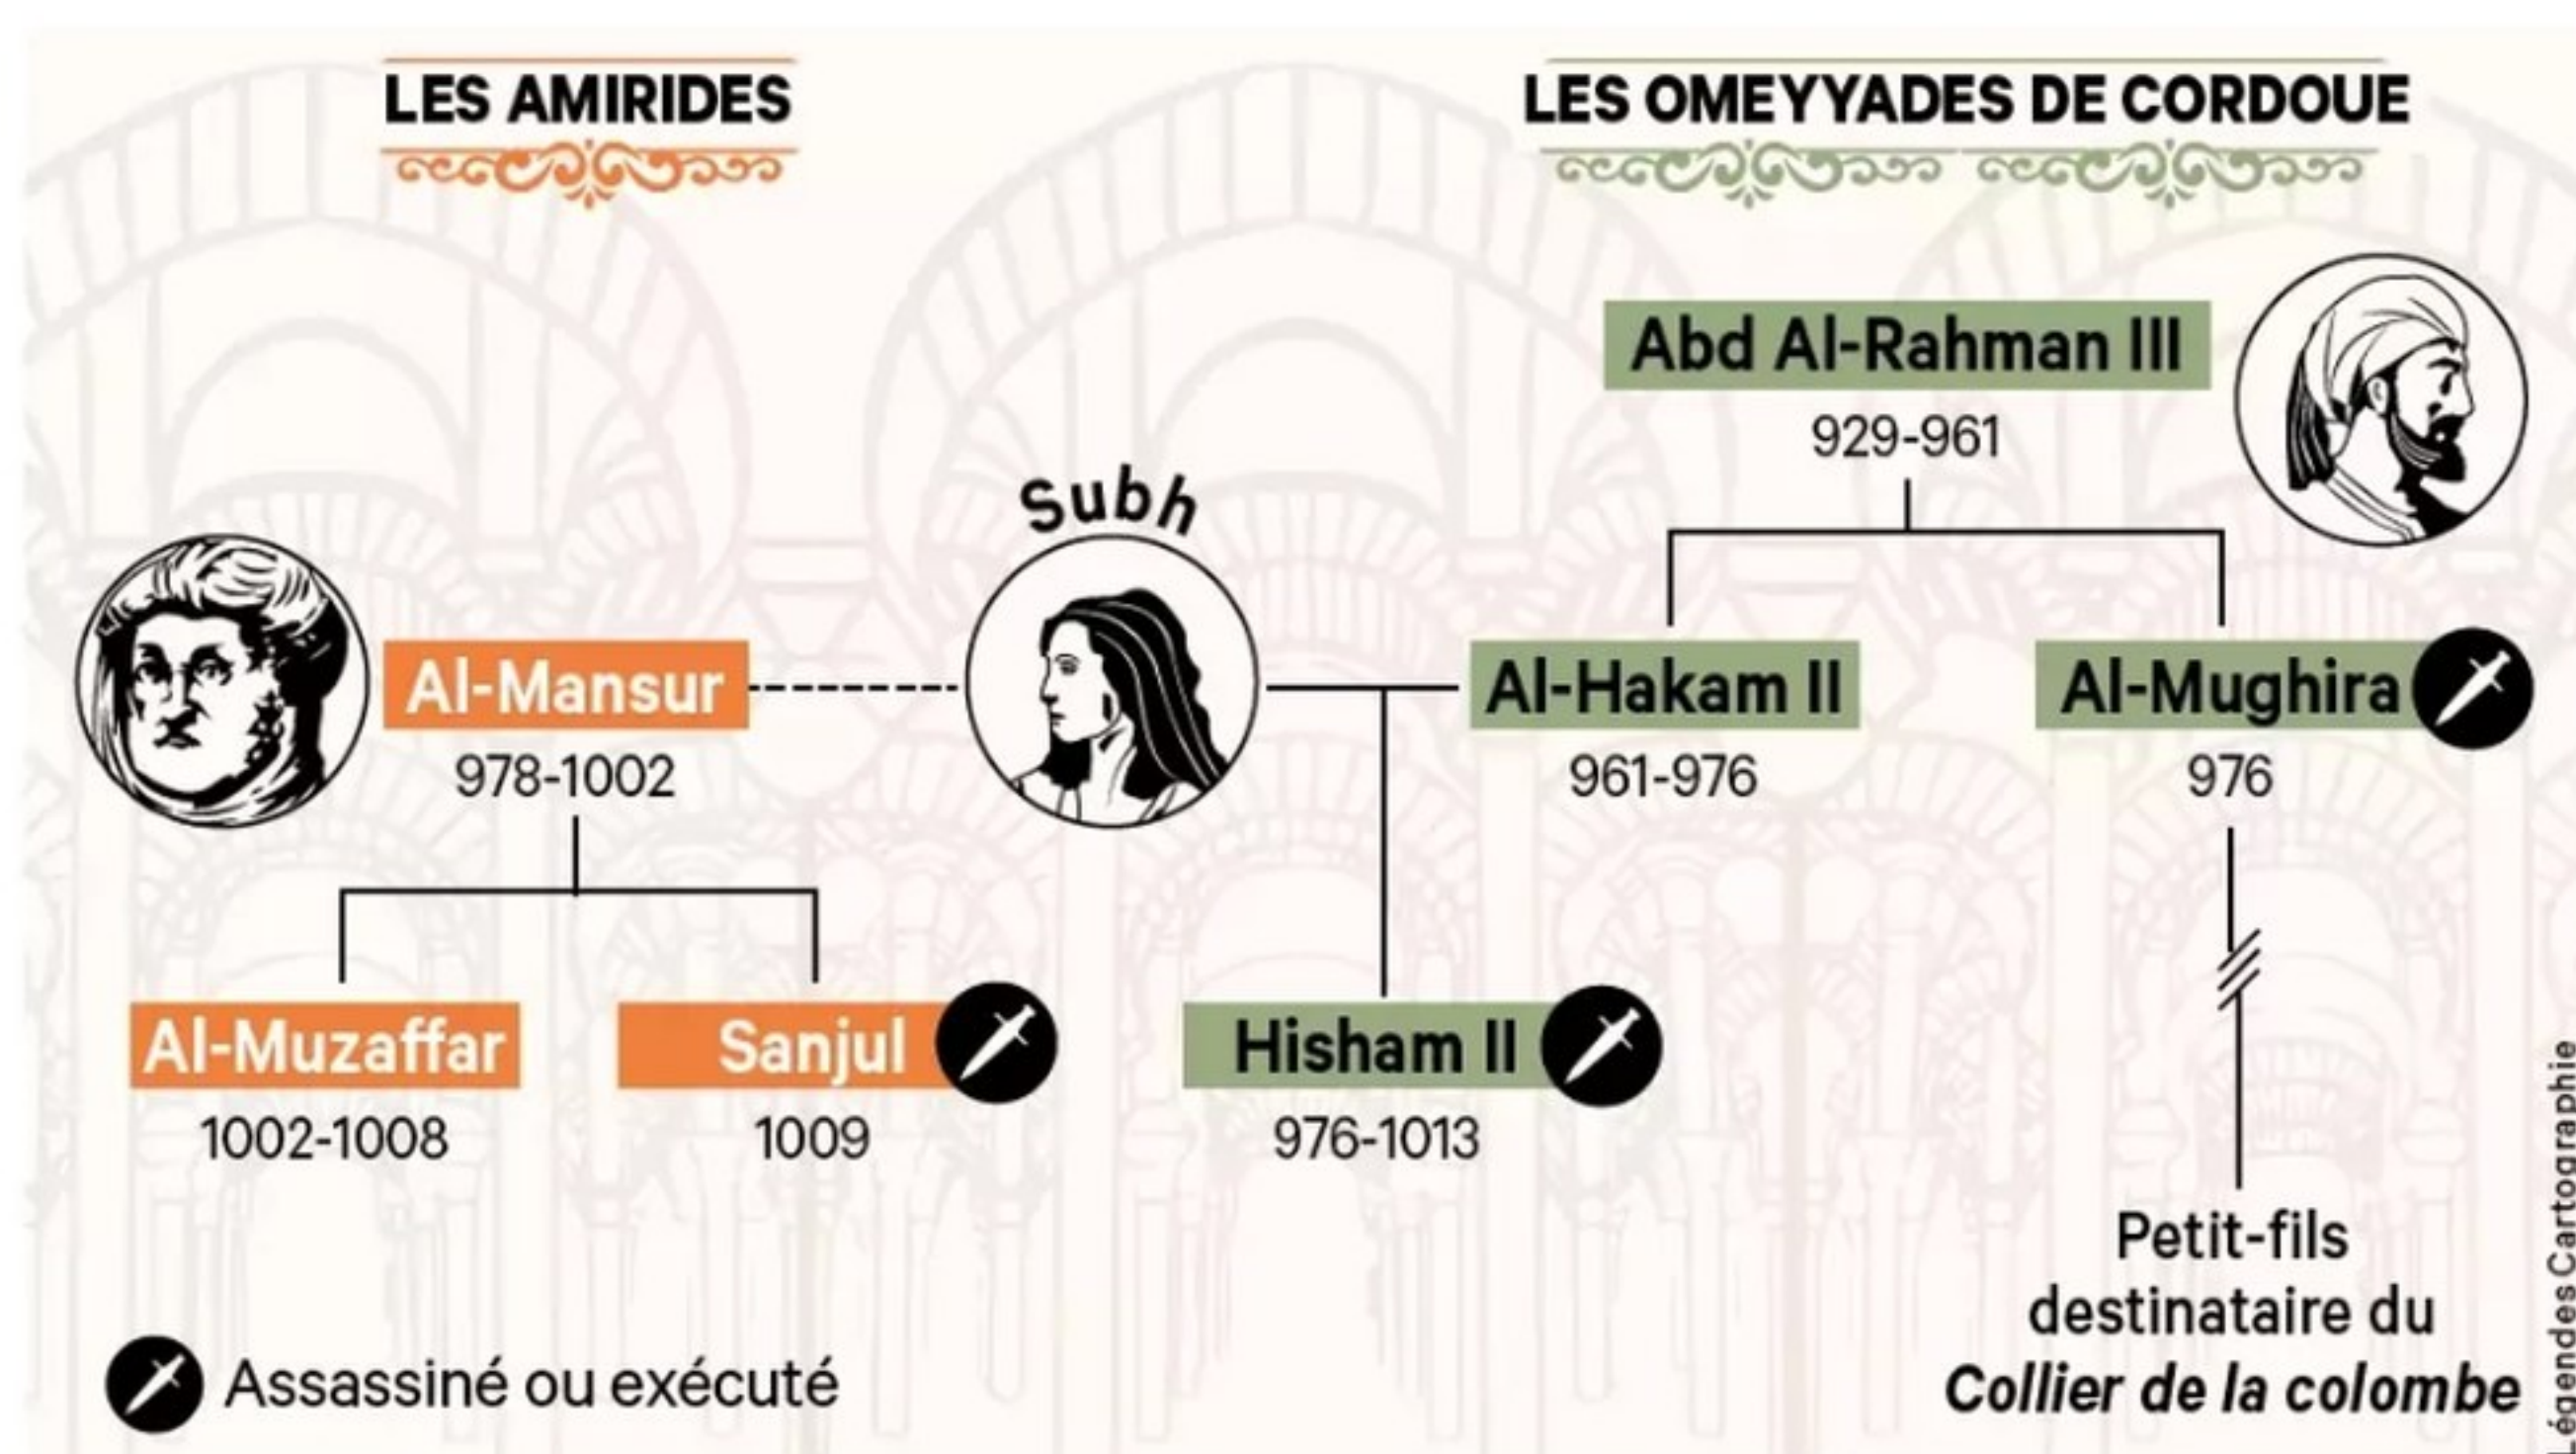 LES AMIRIDES
LES OMEYYADES DE CORDOUE
Abd Al-Rahman III
929-961
Subh
Al-Mansur
978-1002
Al-Hakam II
961-976
Al-Mughira
976
Al-Muzaffar
1002-1008
Sanjul
1009
Hisham II
976-1013
Petit-fils
destinataire du
Collier de la colombe
Assassiné ou exécuté
Légendes Cartographie